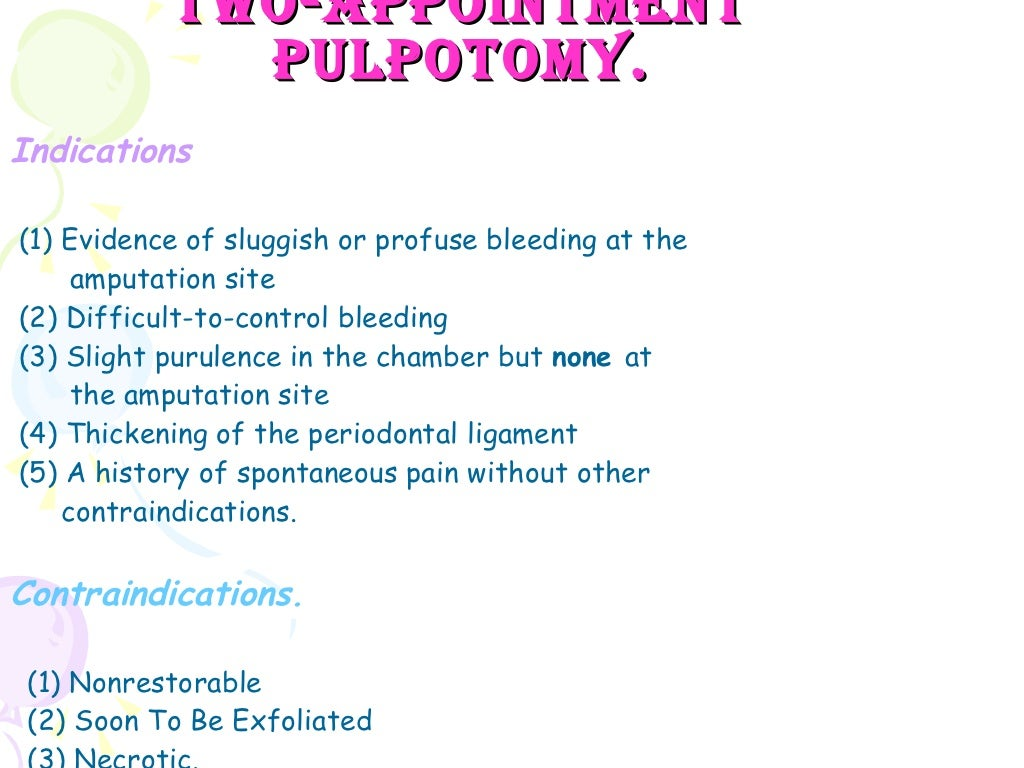 TWO-APPOINTMENT
PULPOTOMY.
Indications
(1) Evidence of sluggish or profuse bleeding at the
amputation site
(2) Difficult-to-control bleeding
(3) Slight purulence in the chamber but none at
the amputation site
(4) Thickening of the periodontal ligament
(5) A history of spontaneous pain without other
contraindications.
Contraindications.
(1) Nonrestorable
(2) Soon To Be Exfoliated
(3) Necrotic.